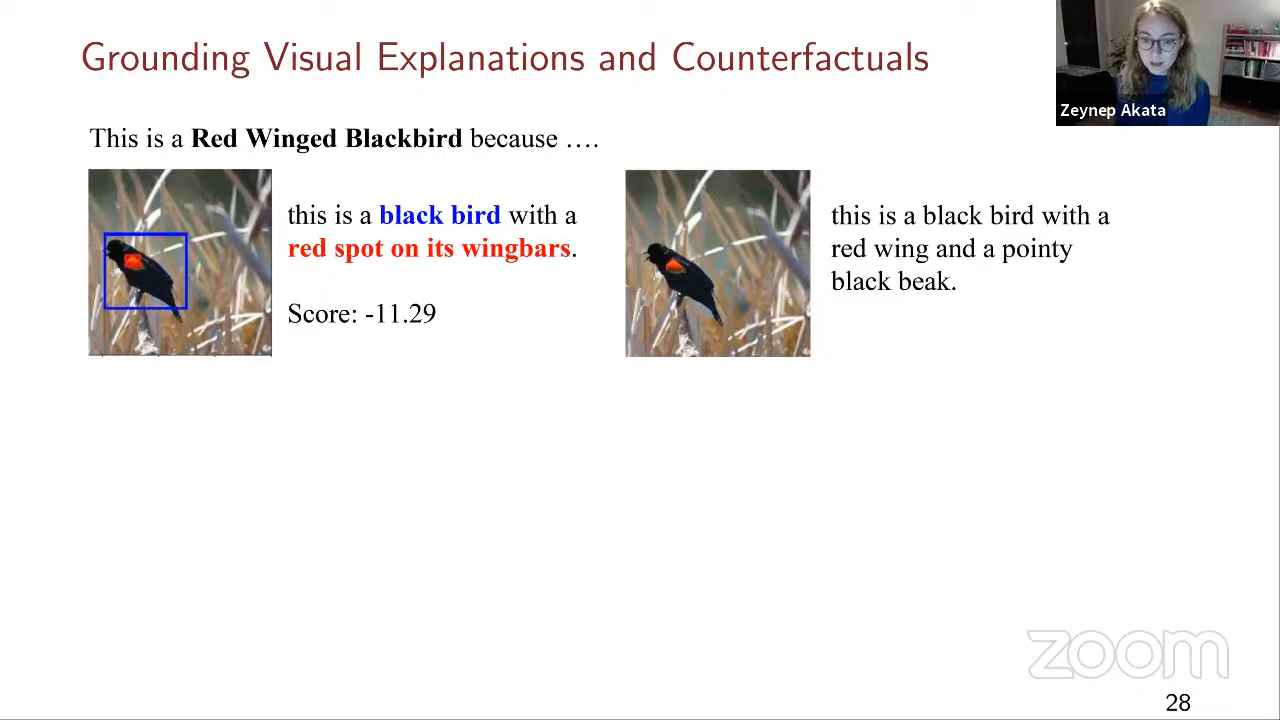 Grounding Visual Explanations and Counterfactuals
Zeynep Akata
This is a Red Winged Blackbird because ….
this is a black bird with a
red spot on its wingbars.
Score: -11.29
this is a black bird with a
red wing and a pointy
black beak.
zoom
28